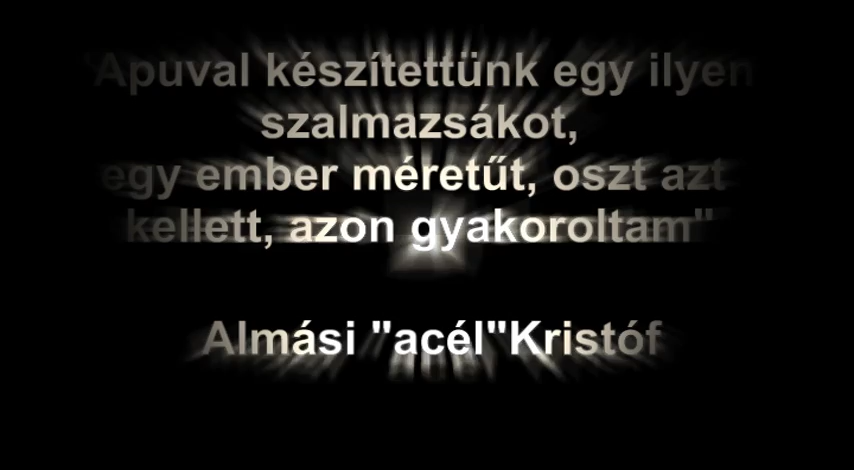 "Apuval készítettünk egy ilyen
szalmazsákot,
egy ember méretűt, oszt azt
kellett, azon gyakoroltam"
Almási "acél"Kristóf